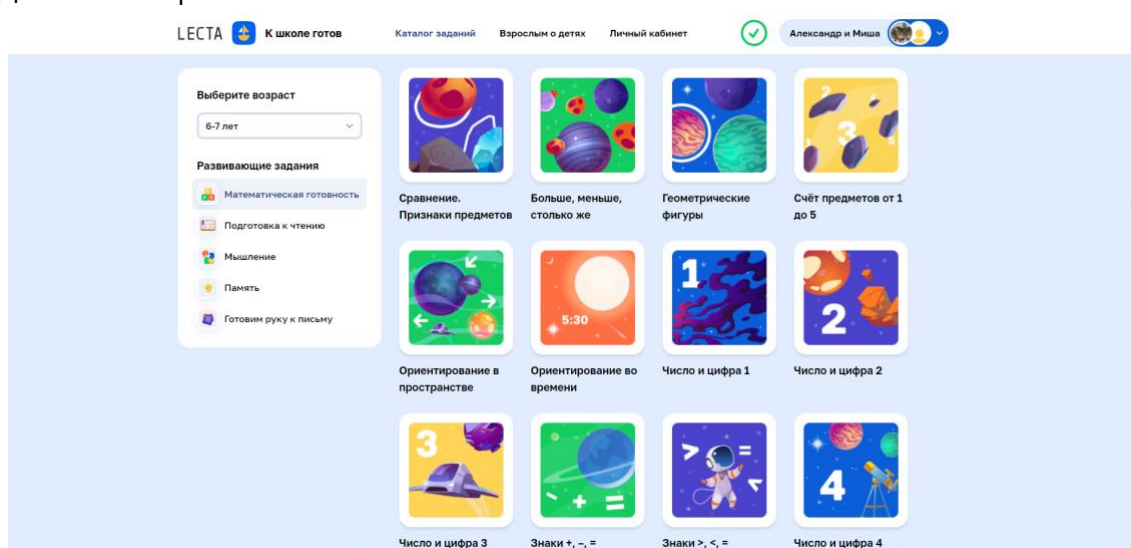 LECTA К школе готов Каталог заданий Взрослым о детях Личный кабинет Александр и Миша
Выберите возраст
6-7 лет
Развивающие задания
Математическая готовность
Подготовка к чтению
Мышление
Память
Готовим руку к письму
2
1
3
5
Сравнение.
Признаки предметов
Больше, меньше,
столько же
Геометрические
фигуры
Счёт предметов от 1
до 5
5:30
1
2
Ориентирование в
пространстве
Ориентирование во
времени
Число и цифра 1
Число и цифра 2
3
- + =
> = <
4
Число и цифра 3
Знаки +, –, =
Знаки >, <, =
Число и цифра 4